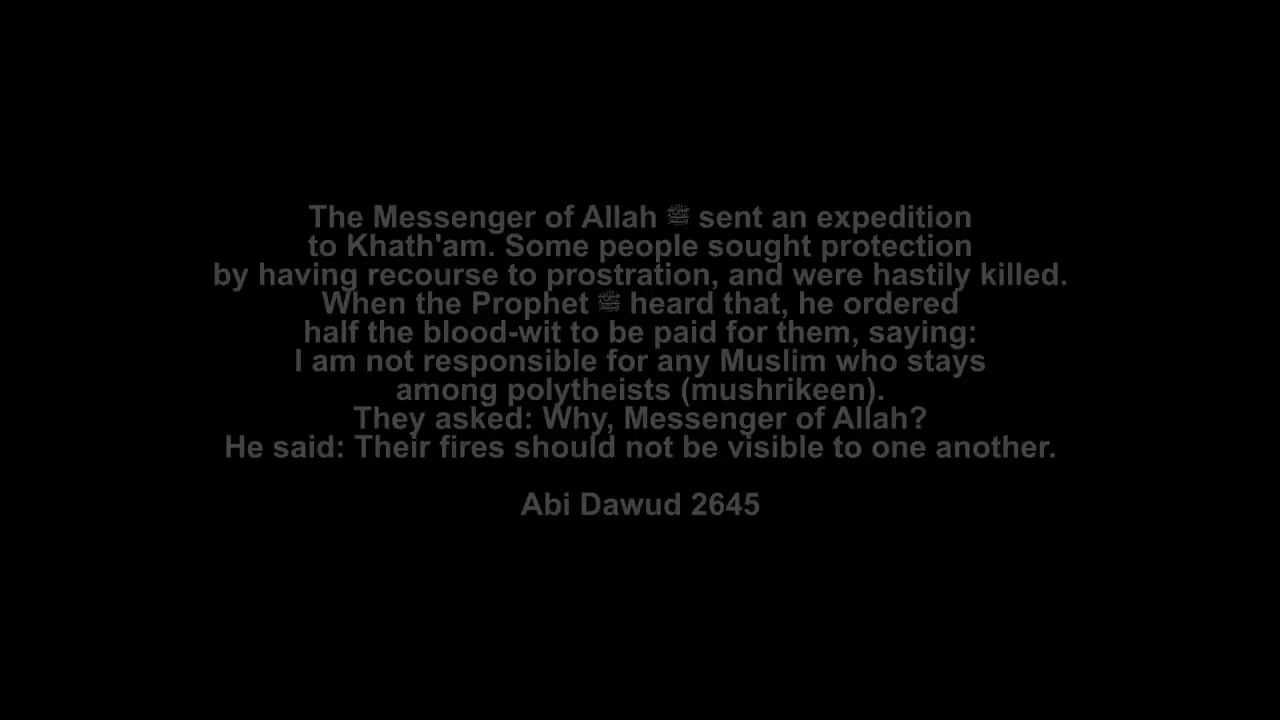 The Messenger of Allah ﷺ sent an expedition
to Khath'am. Some people sought protection
by having recourse to prostration, and were hastily killed.
When the Prophet ﷺ heard that, he ordered
half the blood-wit to be paid for them, saying:
I am not responsible for any Muslim who stays
among polytheists (mushrikeen).
They asked: Why, Messenger of Allah?
He said: Their fires should not be visible to one another.
Abi Dawud 2645